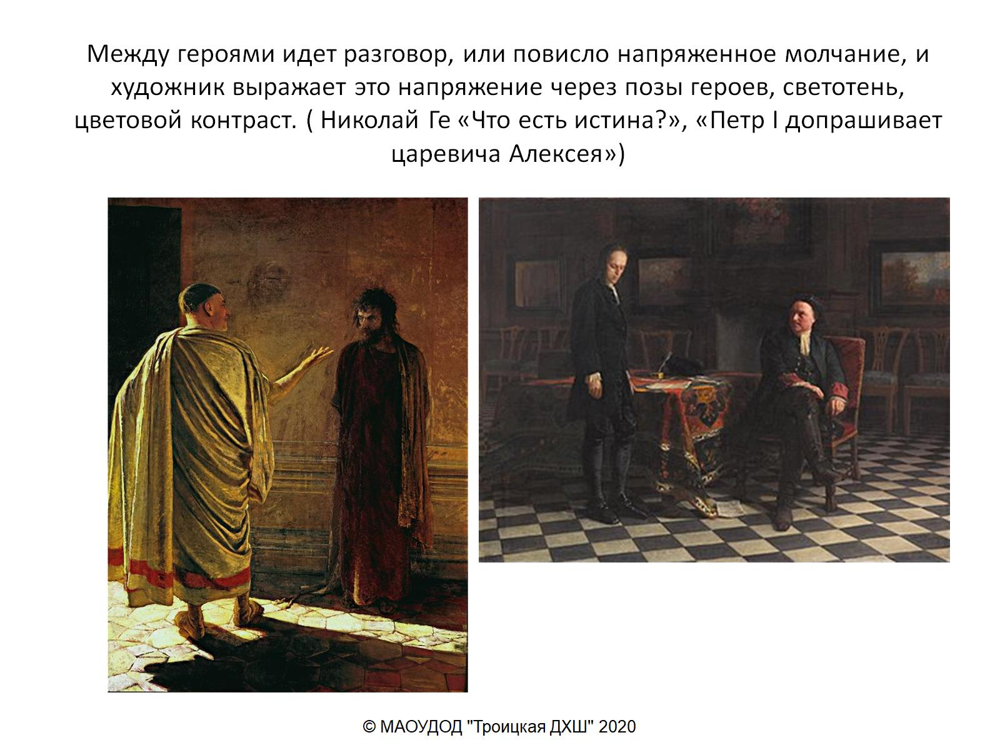 Между героями идет разговор, или повисло напряженное молчание, и
художник выражает это напряжение через позы героев, светотень,
цветовой контраст. ( Николай Ге «Что есть истина?», «Петр I допрашивает
царевича Алексея»)
© МАОУДОД "Троицкая ДХШ" 2020